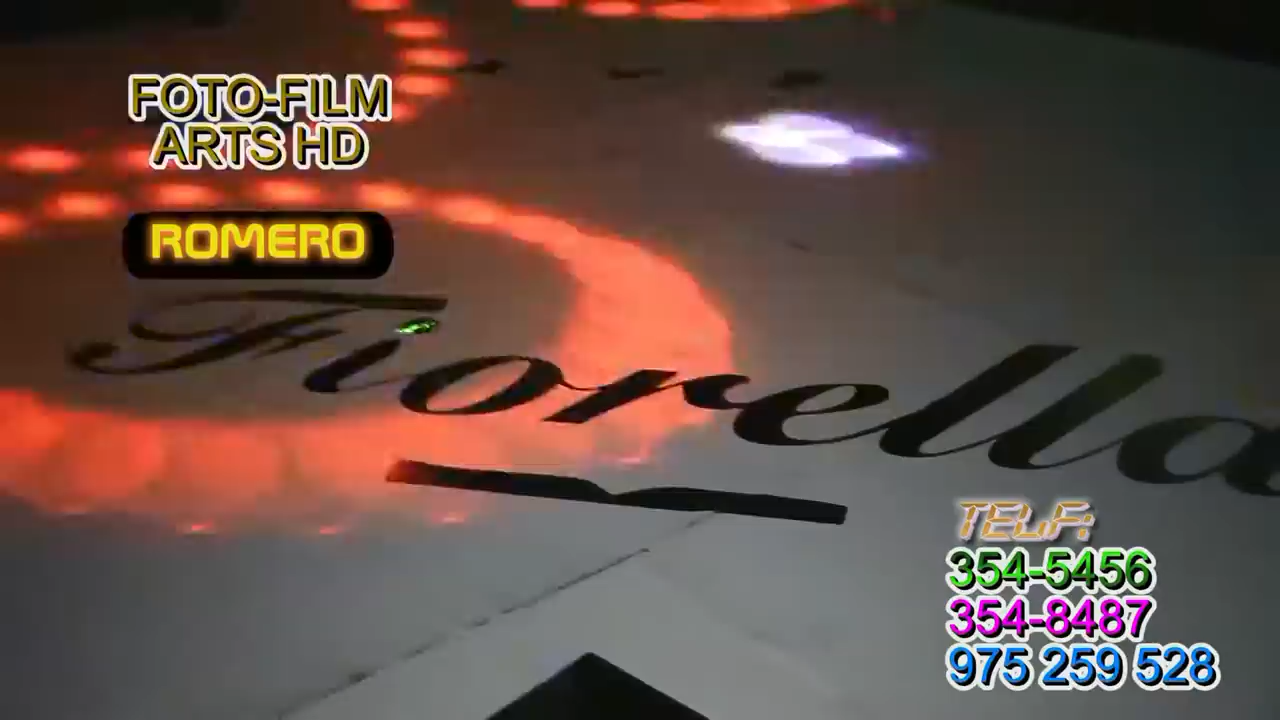 FOTO-FILM
ARTS HD
ROMERO
Fiorella
TELF:
354-5456
354-8487
975 259 528